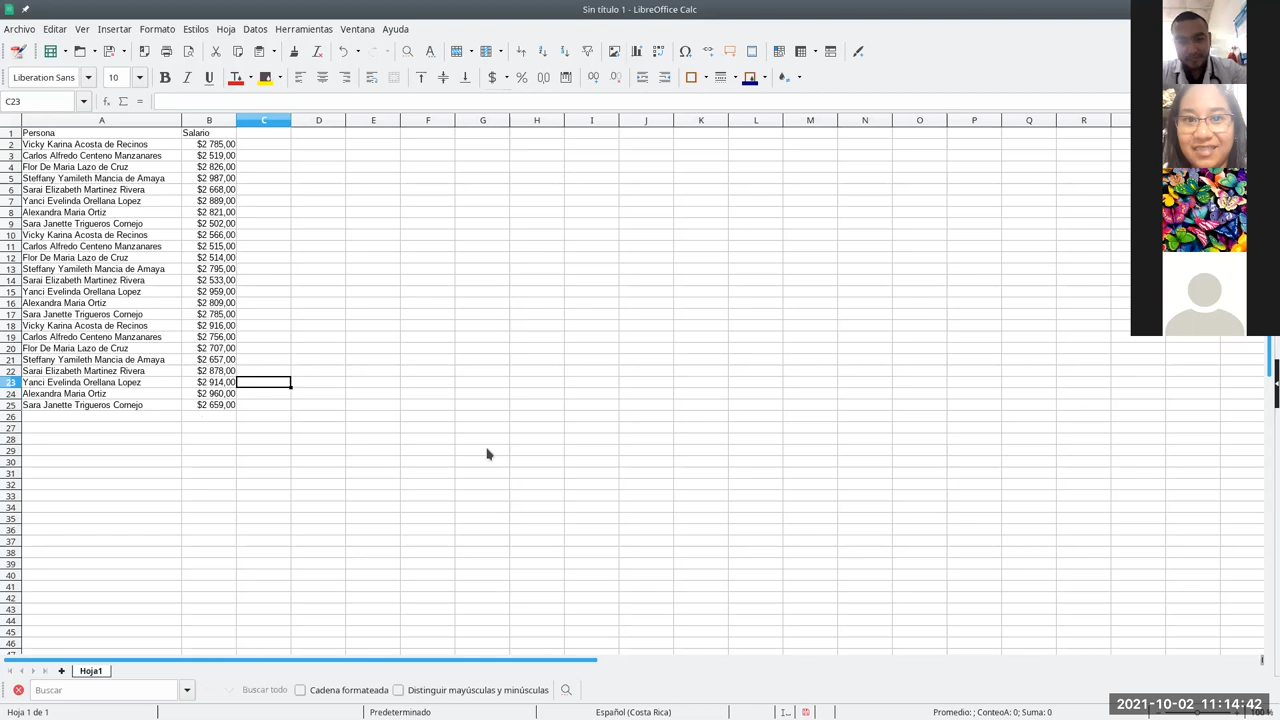 Sin título 1 - LibreOffice Calc
Archivo Editar Ver Insertar Formato Estilos Hoja Datos Herramientas Ventana Ayuda
Liberation Sans 10
C23
A B C D E F G H I J K L M N O P Q R
1 Persona Salario
2 Vicky Karina Acosta de Recinos $2 785,00
3 Carlos Alfredo Centeno Manzanares $2 519,00
4 Flor De Maria Lazo de Cruz $2 826,00
5 Steffany Yamileth Mancia de Amaya $2 987,00
6 Sarai Elizabeth Martinez Rivera $2 668,00
7 Yanci Evelinda Orellana Lopez $2 889,00
8 Alexandra Maria Ortiz $2 821,00
9 Sara Janette Trigueros Cornejo $2 502,00
10 Vicky Karina Acosta de Recinos $2 566,00
11 Carlos Alfredo Centeno Manzanares $2 515,00
12 Flor De Maria Lazo de Cruz $2 514,00
13 Steffany Yamileth Mancia de Amaya $2 795,00
14 Sarai Elizabeth Martinez Rivera $2 533,00
15 Yanci Evelinda Orellana Lopez $2 959,00
16 Alexandra Maria Ortiz $2 809,00
17 Sara Janette Trigueros Cornejo $2 785,00
18 Vicky Karina Acosta de Recinos $2 916,00
19 Carlos Alfredo Centeno Manzanares $2 756,00
20 Flor De Maria Lazo de Cruz $2 707,00
21 Steffany Yamileth Mancia de Amaya $2 657,00
22 Sarai Elizabeth Martinez Rivera $2 878,00
23 Yanci Evelinda Orellana Lopez $2 914,00
24 Alexandra Maria Ortiz $2 960,00
25 Sara Janette Trigueros Cornejo $2 659,00
26
27
28
29
30
31
32
33
34
35
36
37
38
39
40
41
42
43
44
45
46
Hoja1
Buscar Buscar todo Cadena formateada Distinguir mayúsculas y minúsculas
2021-10-02 11:14:42
Hoja 1 de 1 Predeterminado Español (Costa Rica) Promedio: ; ConteoA: 0; Suma: 0